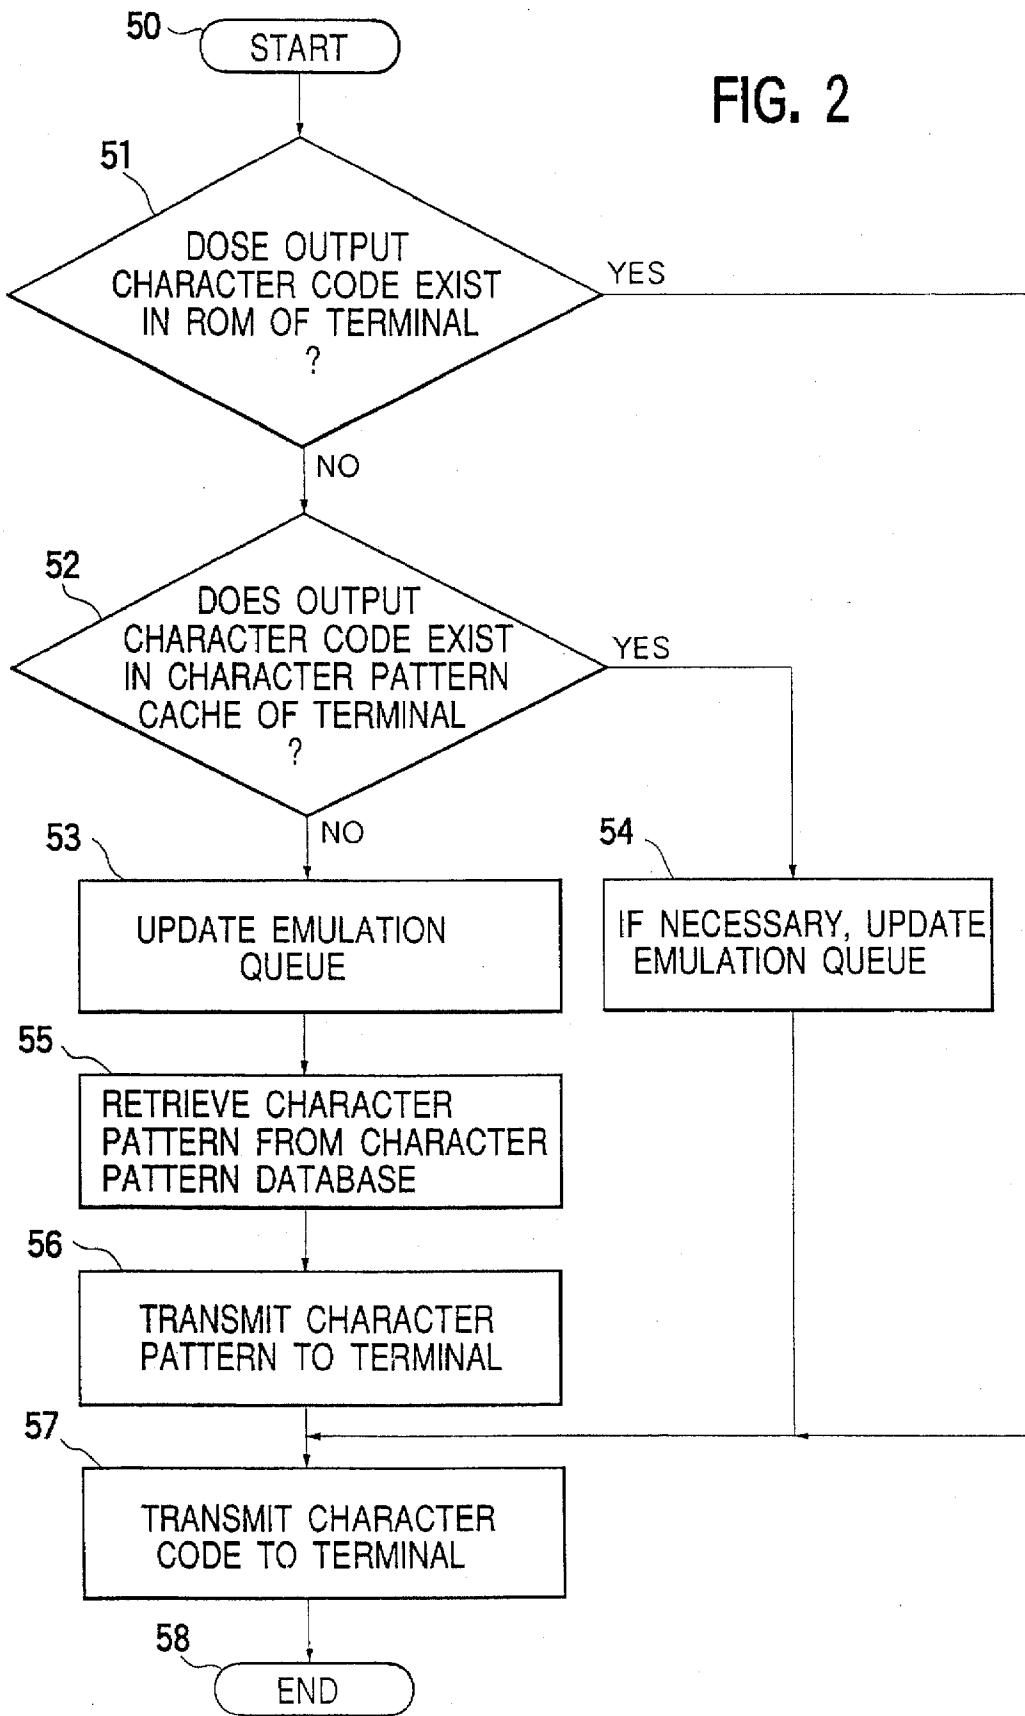 50
START
FIG. 2
51
DOSE OUTPUT
CHARACTER CODE EXIST
IN ROM OF TERMINAL
?
YES
NO
52
DOES OUTPUT
CHARACTER CODE EXIST
IN CHARACTER PATTERN
CACHE OF TERMINAL
?
YES
NO
53
UPDATE EMULATION
QUEUE
54
IF NECESSARY, UPDATE
EMULATION QUEUE
55
RETRIEVE CHARACTER
PATTERN FROM CHARACTER
PATTERN DATABASE
56
TRANSMIT CHARACTER
PATTERN TO TERMINAL
57
TRANSMIT CHARACTER
CODE TO TERMINAL
58
END